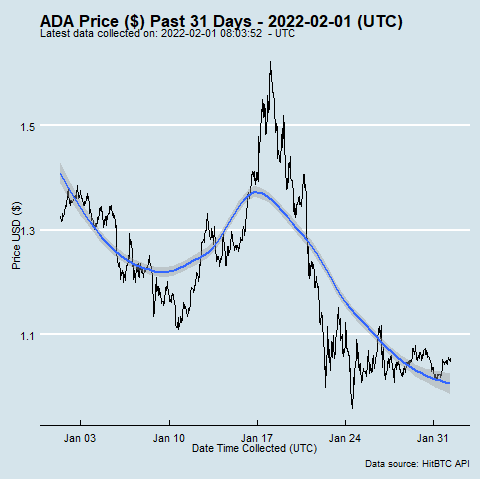 ADA Price ($) Past 31 Days - 2022-02-01 (UTC)
Latest data collected on: 2022-02-01 08:03:52 - UTC
1.5
1.3
1.1
Price USD ($)
Jan 03 Jan 10 Jan 17 Jan 24 Jan 31
Date Time Collected (UTC)
Data source: HitBTC API